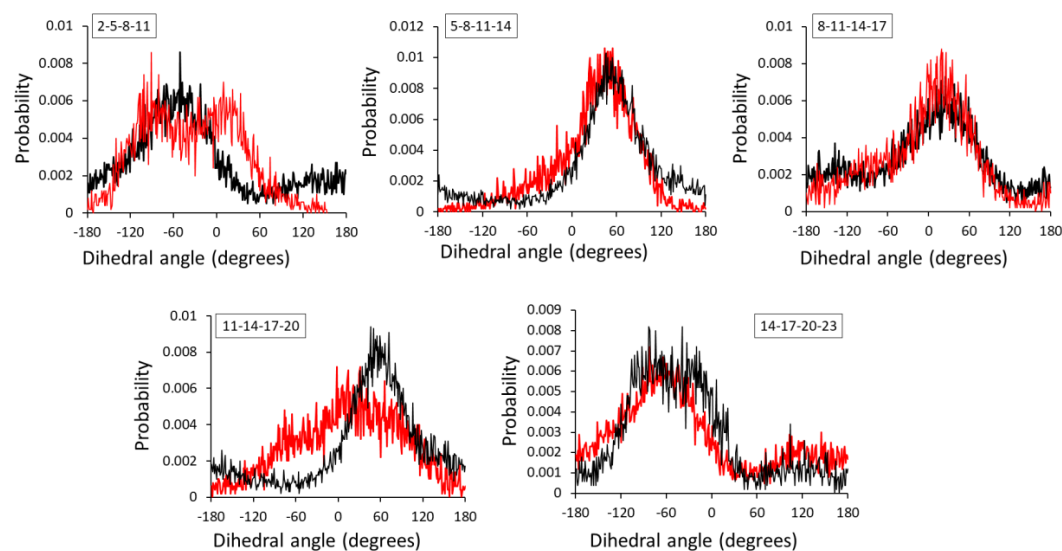 2-5-8-11
0.01
0.008
0.006
0.004
0.002
0
-180 -120 -60 0 60 120 180
Probability
Dihedral angle (degrees)
5-8-11-14
0.012
0.01
0.008
0.006
0.004
0.002
0
-180 -120 -60 0 60 120 180
Probability
Dihedral angle (degrees)
8-11-14-17
0.01
0.008
0.006
0.004
0.002
0
-180 -120 -60 0 60 120 180
Probability
Dihedral angle (degrees)
11-14-17-20
0.01
0.008
0.006
0.004
0.002
0
-180 -120 -60 0 60 120 180
Probability
Dihedral angle (degrees)
14-17-20-23
0.009
0.008
0.007
0.006
0.005
0.004
0.003
0.002
0.001
0
-180 -120 -60 0 60 120 180
Probability
Dihedral angle (degrees)